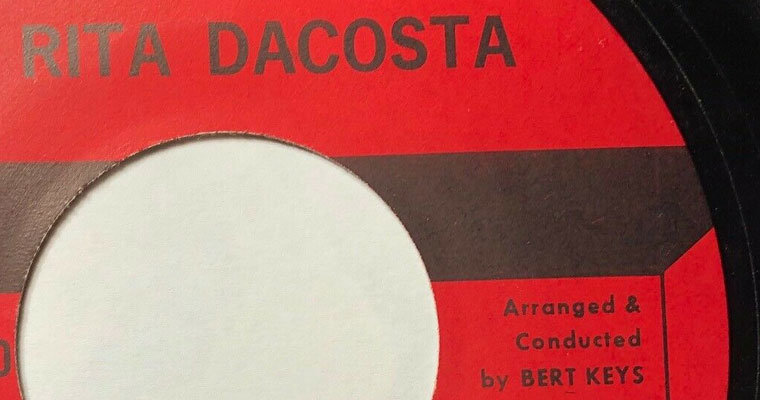 RITA DACOSTA
Arranged &
Conducted
by BERT KEYS